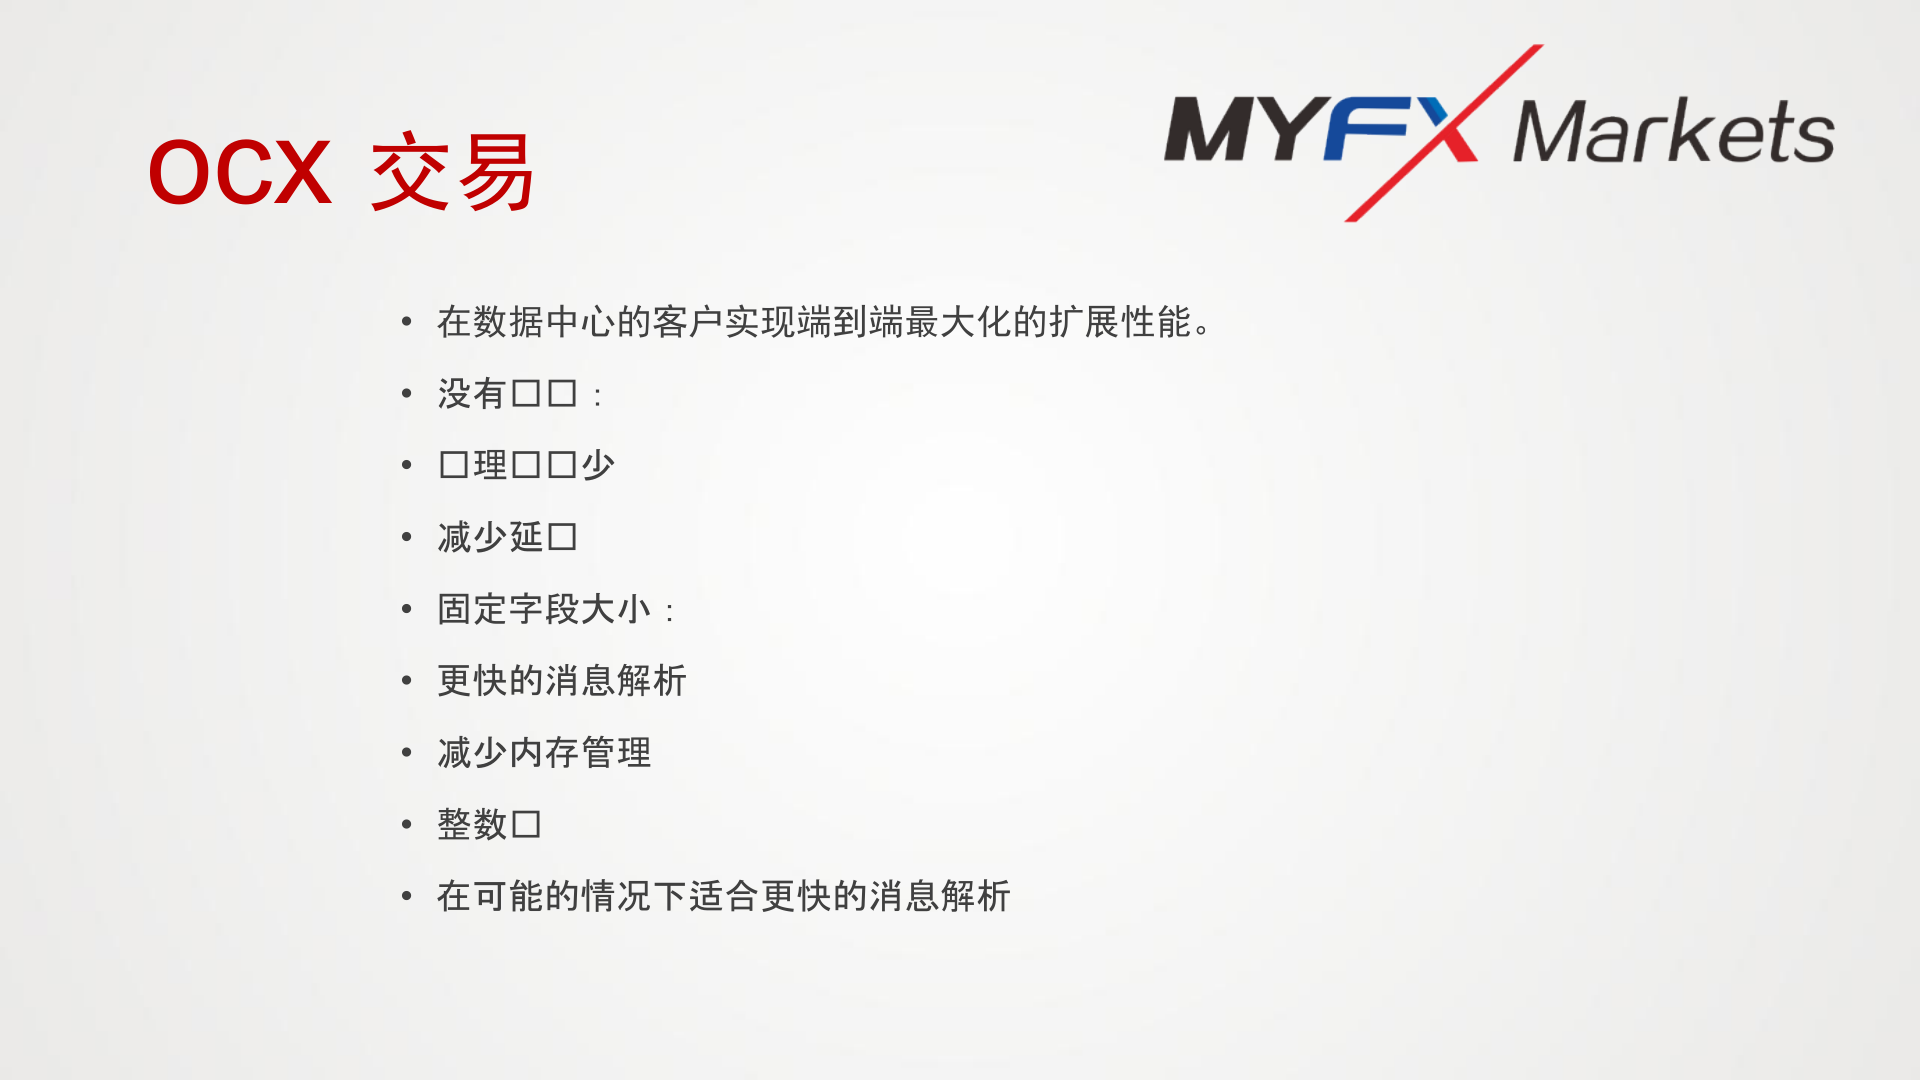 MYFX Markets
OCX 交易
• 在数据中心的客户实现端到端最大化的扩展性能。
• 没有□□：
• □理□□少
• 减少延□
• 固定字段大小：
• 更快的消息解析
• 减少内存管理
• 整数□
• 在可能的情况下适合更快的消息解析